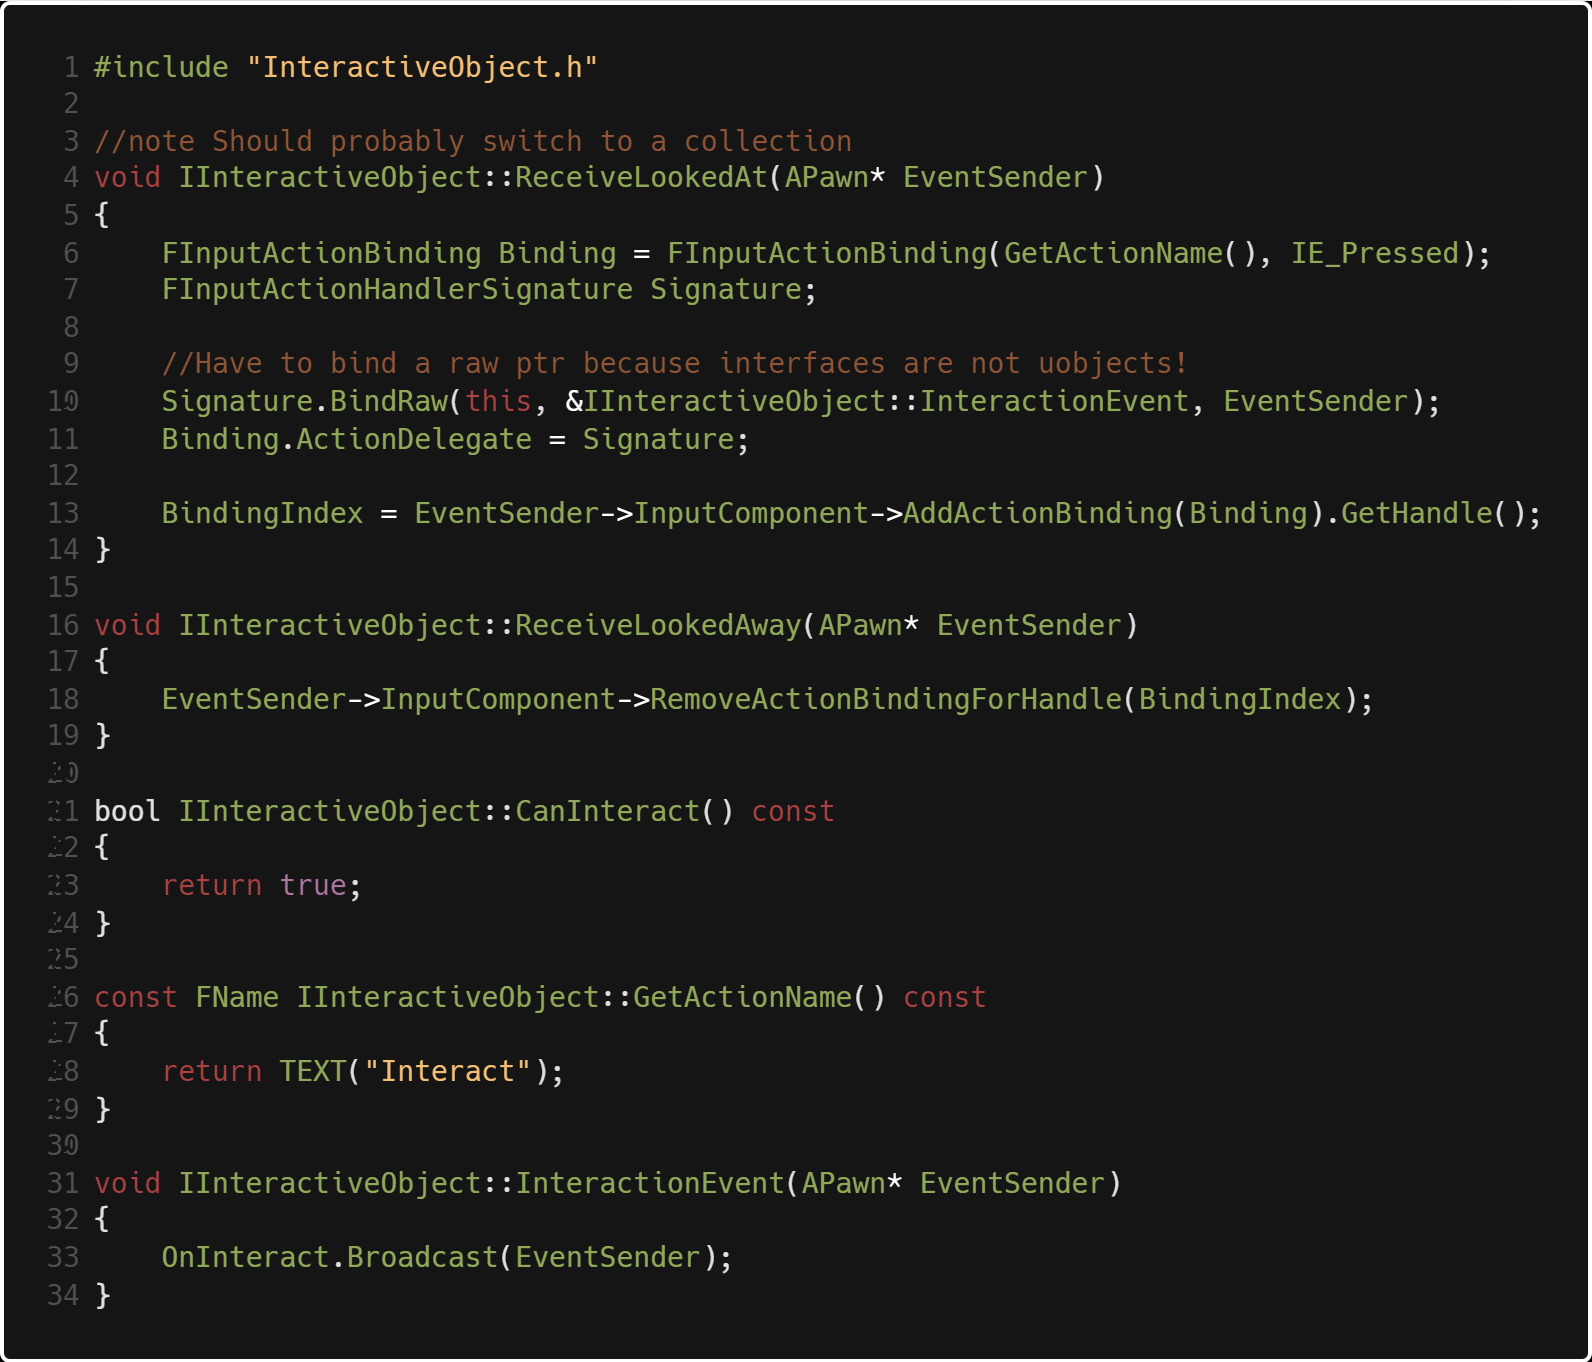 1 #include "InteractiveObject.h"
2
3 //note Should probably switch to a collection
4 void IInteractiveObject::ReceiveLookedAt(APawn* EventSender)
5 {
6     FInputActionBinding Binding = FInputActionBinding(GetActionName(), IE_Pressed);
7     FInputActionHandlerSignature Signature;
8
9     //Have to bind a raw ptr because interfaces are not uobjects!
10     Signature.BindRaw(this, &IInteractiveObject::InteractionEvent, EventSender);
11     Binding.ActionDelegate = Signature;
12
13     BindingIndex = EventSender->InputComponent->AddActionBinding(Binding).GetHandle();
14 }
15
16 void IInteractiveObject::ReceiveLookedAway(APawn* EventSender)
17 {
18     EventSender->InputComponent->RemoveActionBindingForHandle(BindingIndex);
19 }
20
21 bool IInteractiveObject::CanInteract() const
22 {
23     return true;
24 }
25
26 const FName IInteractiveObject::GetActionName() const
27 {
28     return TEXT("Interact");
29 }
30
31 void IInteractiveObject::InteractionEvent(APawn* EventSender)
32 {
33     OnInteract.Broadcast(EventSender);
34 }